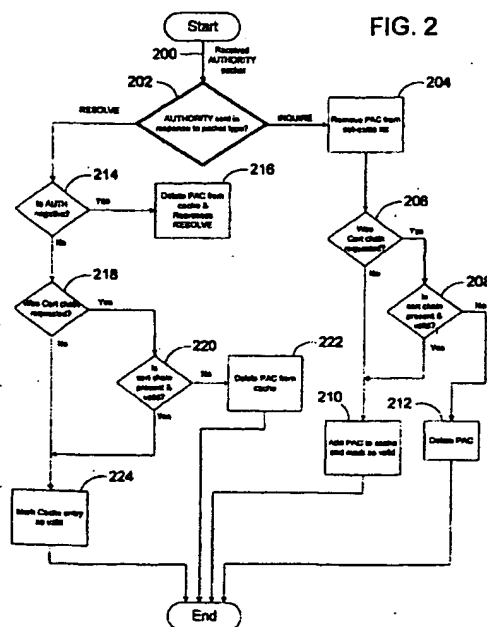 Start
FIG. 2
200
Received
AUTHORITY
packet
202
204
RESOLVE
AUTHORITY sent in
response to packet type?
INQUIRE
Remove PAC from
214
216
Is AUTH
negative?
Yes
Delete PAC from
cache &
RESOLVE
No
206
Was
Cert chain
requested?
Yes
No
208
Is
cert chain
present &
valid?
No
Yes
218
Was Cert chain
requested?
Yes
No
220
Is
cert chain
present &
valid?
No
Yes
222
Delete PAC from
cache
210
Add PAC to cache
and mark as valid
212
Delete PAC
224
Mark Cache entry
as valid
End